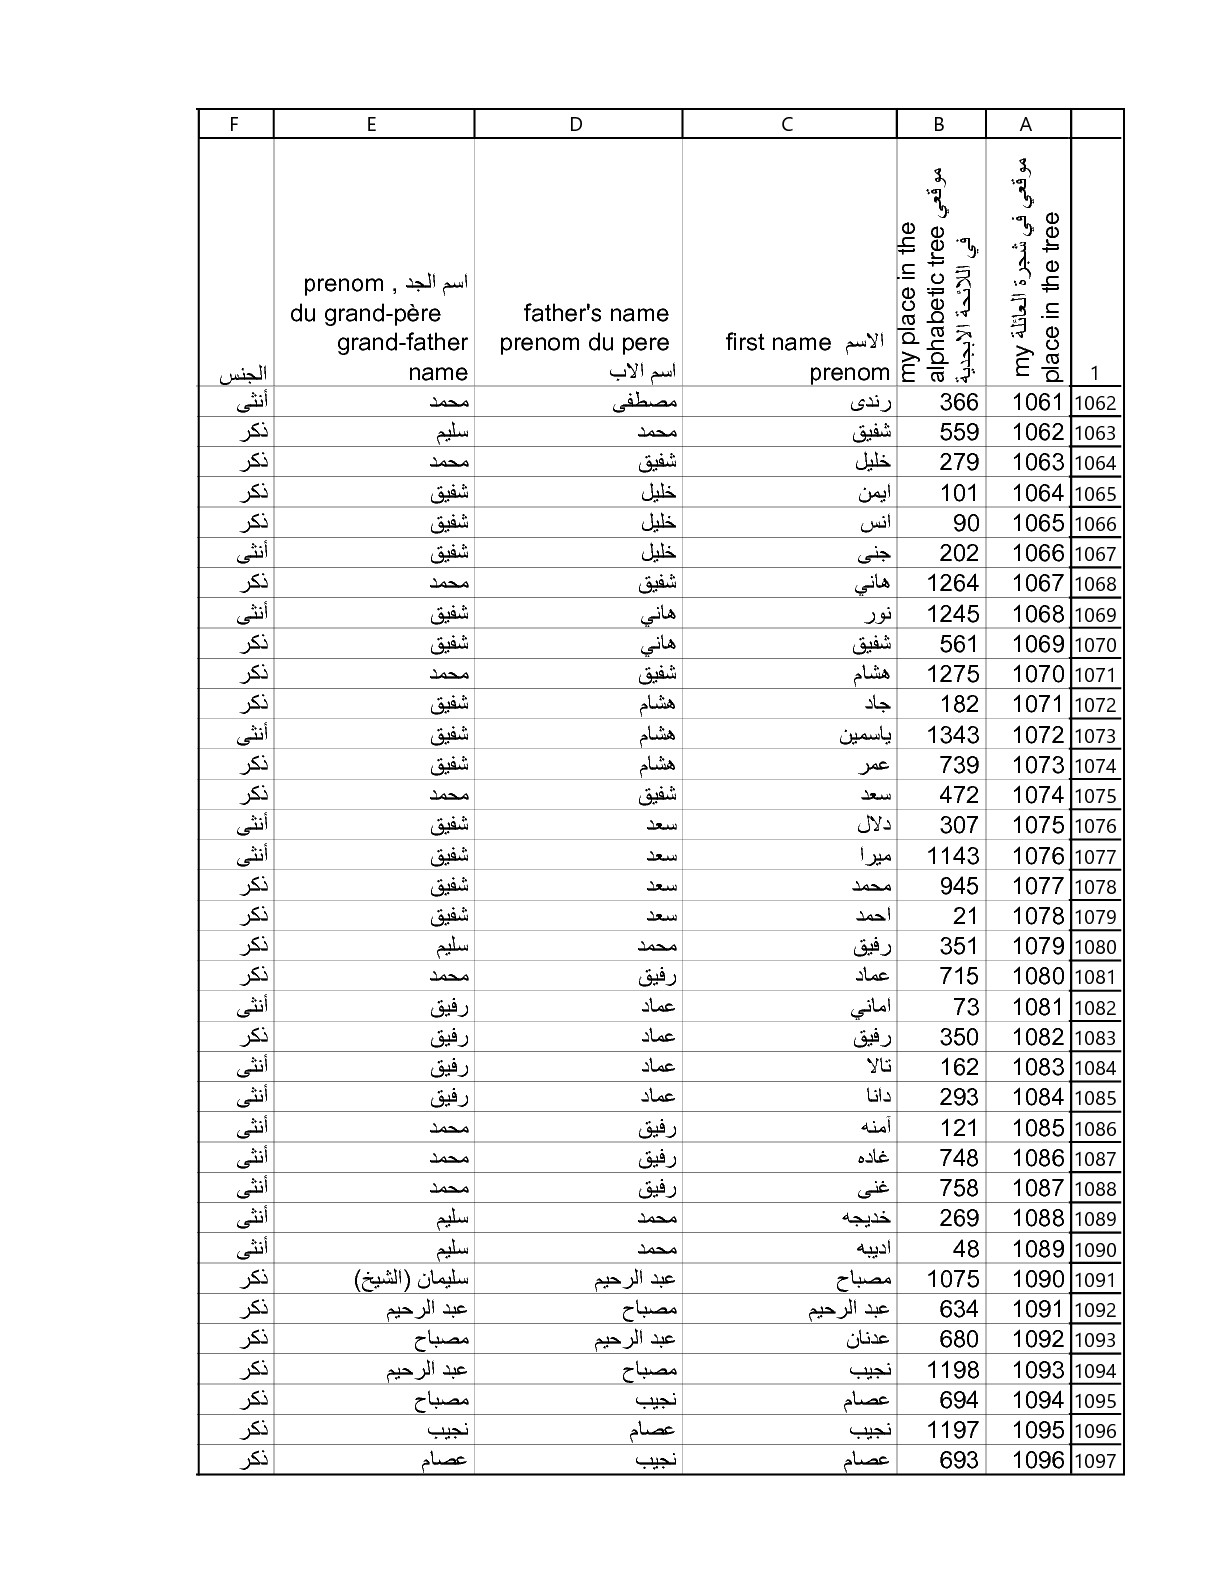 A B C D E F
1
موقعي في شجرة العائلة my place in the tree
my place in the alphabetic tree موقعي في اللائحة الابجدية
first name الاسم
prenom
father's name
prenom du pere
اسم الاب
prenom , اسم الجد
du grand-père
grand-father
name
الجنس
1062 1061 366 رندى مصطفى محمد أنثى
1063 1062 559 شفيق محمد سليم ذكر
1064 1063 279 خليل شفيق محمد ذكر
1065 1064 101 ايمن خليل شفيق ذكر
1066 1065 90 انس خليل شفيق ذكر
1067 1066 202 جنى خليل شفيق أنثى
1068 1067 1264 هاني شفيق محمد ذكر
1069 1068 1245 نور هاني شفيق أنثى
1070 1069 561 شفيق هاني شفيق ذكر
1071 1070 1275 هشام شفيق محمد ذكر
1072 1071 182 جاد هشام شفيق ذكر
1073 1072 1343 ياسمين هشام شفيق أنثى
1074 1073 739 عمر هشام شفيق ذكر
1075 1074 472 سعد شفيق محمد ذكر
1076 1075 307 دلال سعد شفيق أنثى
1077 1076 1143 ميرا سعد شفيق أنثى
1078 1077 945 محمد سعد شفيق ذكر
1079 1078 21 احمد سعد شفيق ذكر
1080 1079 351 رفيق محمد سليم ذكر
1081 1080 715 عماد رفيق محمد ذكر
1082 1081 73 اماني عماد رفيق أنثى
1083 1082 350 رفيق عماد رفيق ذكر
1084 1083 162 تالا عماد رفيق أنثى
1085 1084 293 دانا عماد رفيق أنثى
1086 1085 121 آمنه رفيق محمد أنثى
1087 1086 748 غاده رفيق محمد أنثى
1088 1087 758 غنى رفيق محمد أنثى
1089 1088 269 خديجه محمد سليم أنثى
1090 1089 48 اديبه محمد سليم أنثى
1091 1090 1075 مصباح عبد الرحيم سليمان (الشيخ) ذكر
1092 1091 634 عبد الرحيم مصباح عبد الرحيم ذكر
1093 1092 680 عدنان عبد الرحيم مصباح ذكر
1094 1093 1198 نجيب مصباح عبد الرحيم ذكر
1095 1094 694 عصام نجيب مصباح ذكر
1096 1095 1197 نجيب عصام نجيب ذكر
1097 1096 693 عصام نجيب عصام ذكر